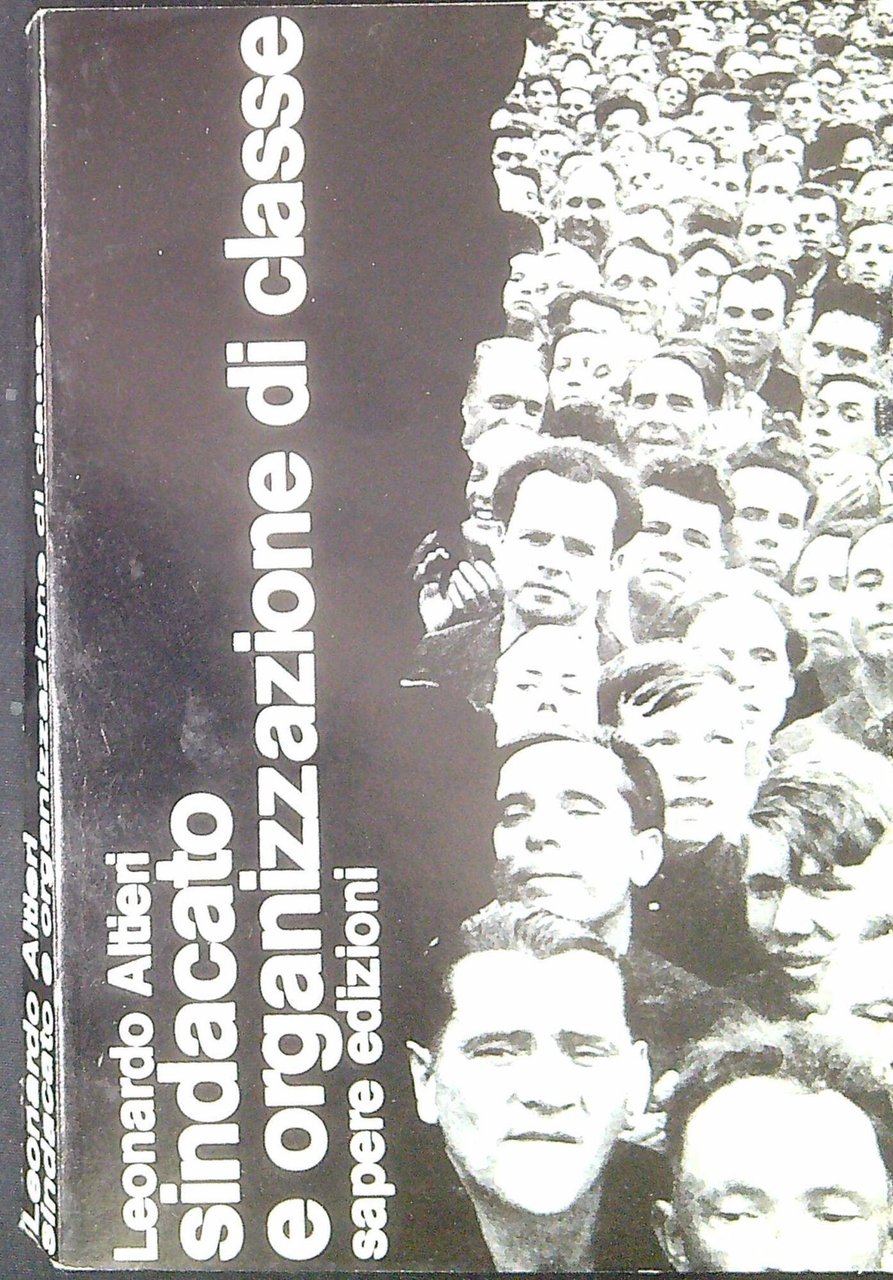 Leonardo Altieri
sindacato
e organizzazione di classe
sapere edizioni
Leonardo Altieri
sindacato e organizzazione di classe